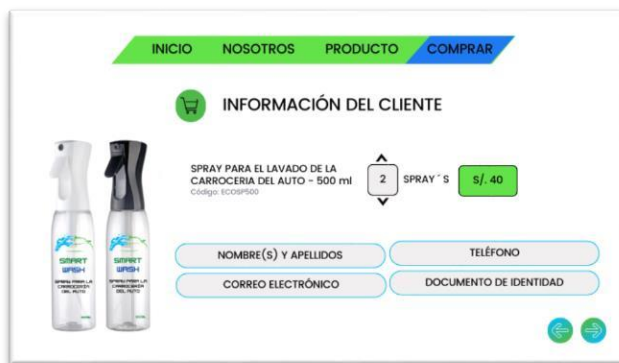 INICIO NOSOTROS PRODUCTO COMPRAR
INFORMACIÓN DEL CLIENTE
SPRAY PARA EL LAVADO DE LA
CARROCERIA DEL AUTO - 500 ml
Código: ECOSP500
2
SPRAY´S
S/. 40
SMART
WASH
SPRAY PARA LA
CARROCERÍA
DEL AUTO
SMART
WASH
SPRAY PARA LA
CARROCERÍA
DEL AUTO
NOMBRE(S) Y APELLIDOS
TELÉFONO
CORREO ELECTRÓNICO
DOCUMENTO DE IDENTIDAD